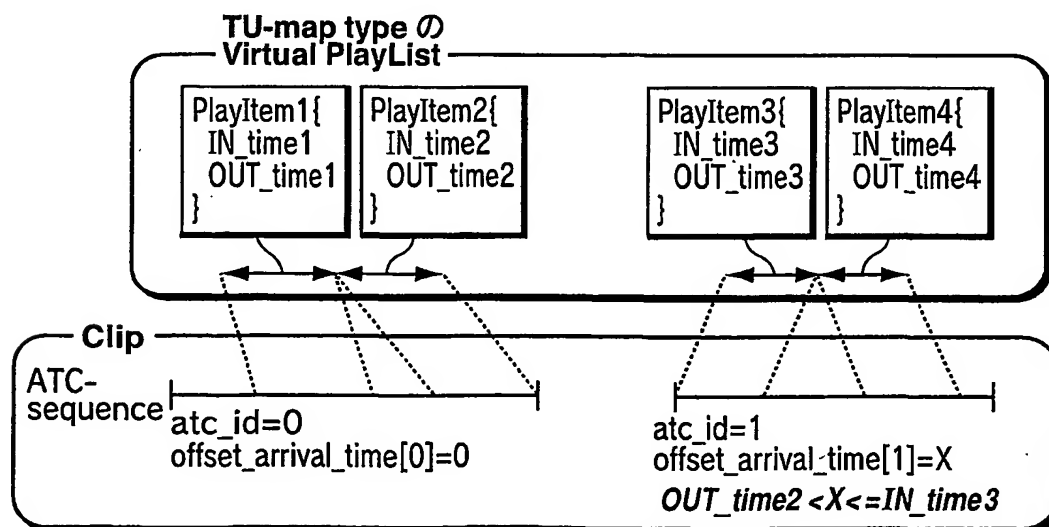 TU-map type の
Virtual PlayList
PlayItem1{
IN_time1
OUT_time1
}
PlayItem2{
IN_time2
OUT_time2
}
PlayItem3{
IN_time3
OUT_time3
}
PlayItem4{
IN_time4
OUT_time4
}
Clip
ATC-
sequence
atc_id=0
offset_arrival_time[0]=0
atc_id=1
offset_arrival_time[1]=X
OUT_time2<X<=IN_time3